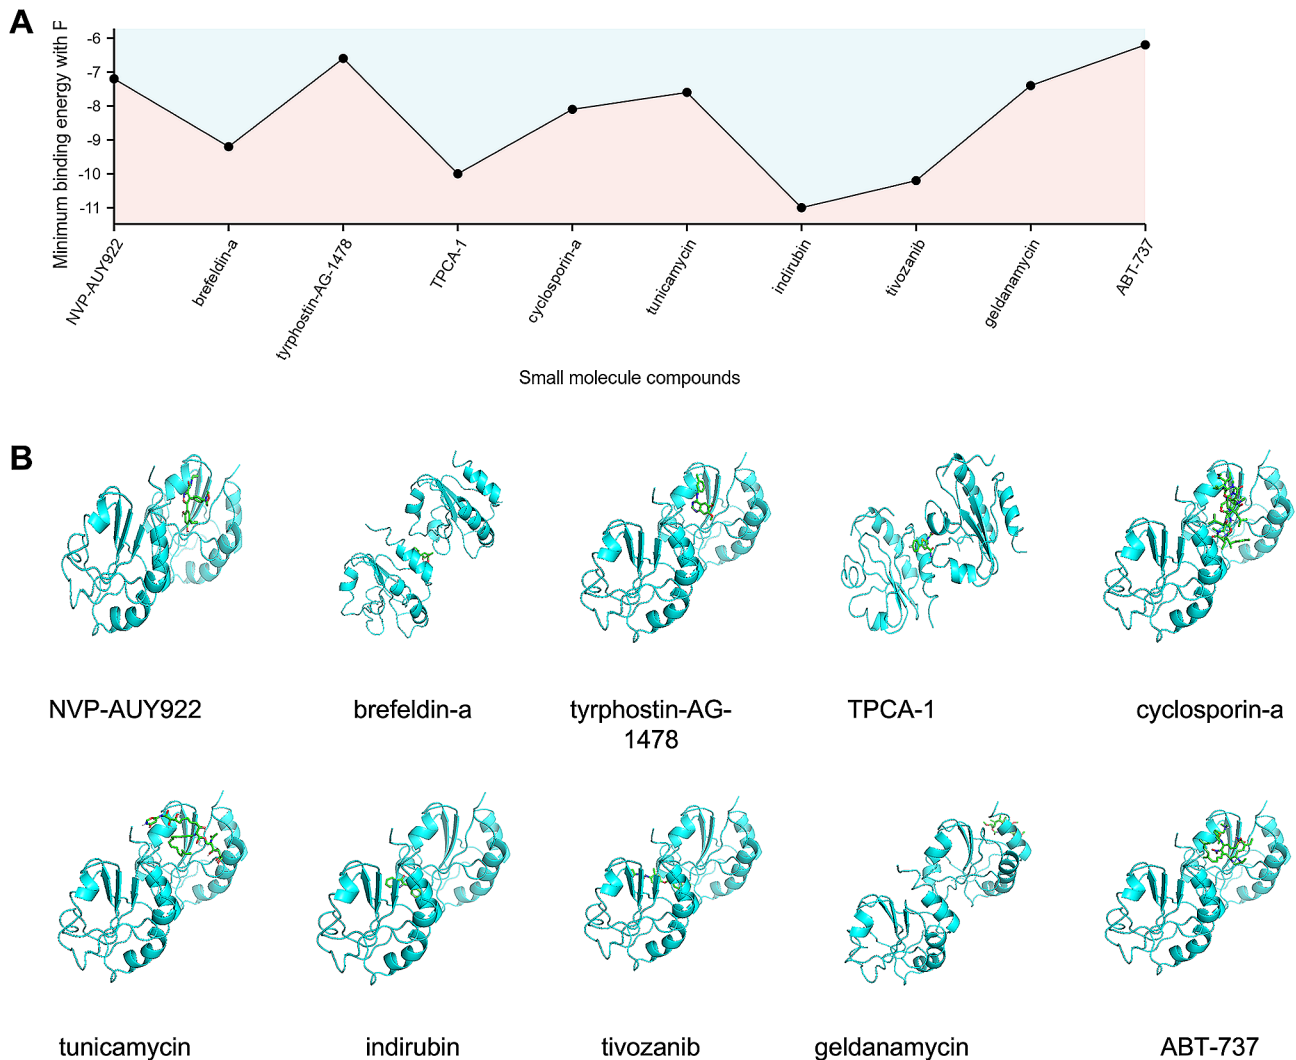 A
Minimum binding energy with F
-6
-7
-8
-9
-10
-11
NVP-AUY922
brefeldin-a
tyrphostin-AG-1478
TPCA-1
cyclosporin-a
tunicamycin
indirubin
tivozanib
geldanamycin
ABT-737
Small molecule compounds
B
NVP-AUY922
brefeldin-a
tyrphostin-AG-
1478
TPCA-1
cyclosporin-a
tunicamycin
indirubin
tivozanib
geldanamycin
ABT-737